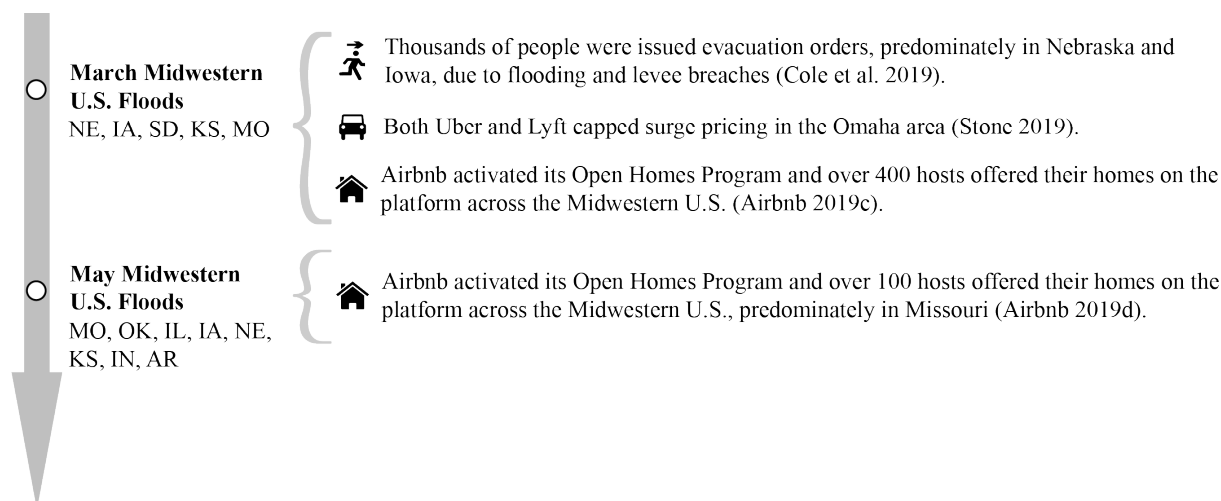 March Midwestern
U.S. Floods
NE, IA, SD, KS, MO
Thousands of people were issued evacuation orders, predominately in Nebraska and
Iowa, due to flooding and levee breaches (Cole et al. 2019).
Both Uber and Lyft capped surge pricing in the Omaha area (Stone 2019).
Airbnb activated its Open Homes Program and over 400 hosts offered their homes on the
platform across the Midwestern U.S. (Airbnb 2019c).
May Midwestern
U.S. Floods
MO, OK, IL, IA, NE,
KS, IN, AR
Airbnb activated its Open Homes Program and over 100 hosts offered their homes on the
platform across the Midwestern U.S., predominately in Missouri (Airbnb 2019d).